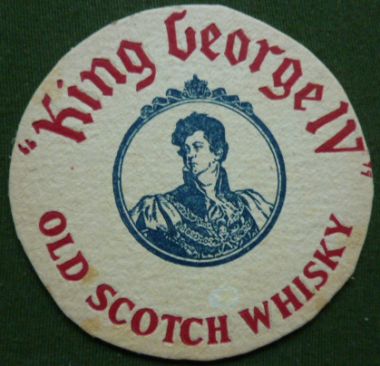 "King George IV"
OLD SCOTCH WHISKY